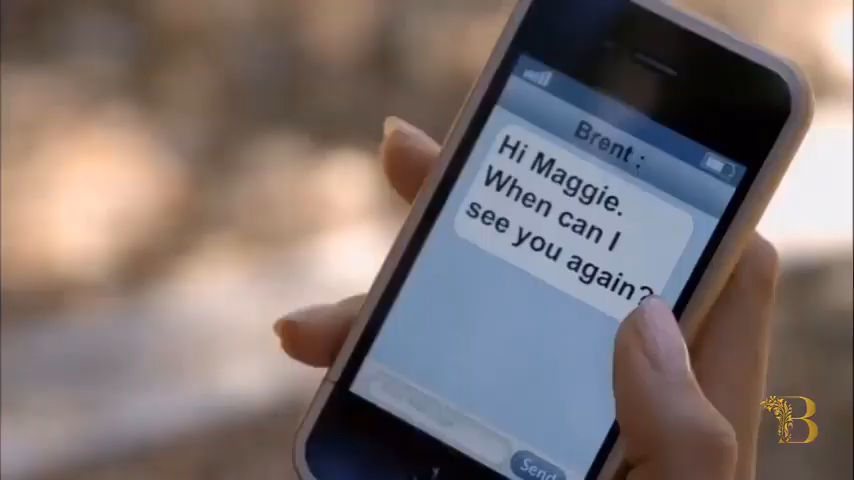 Brent :
Hi Maggie.
When can I
see you again?
Send
B